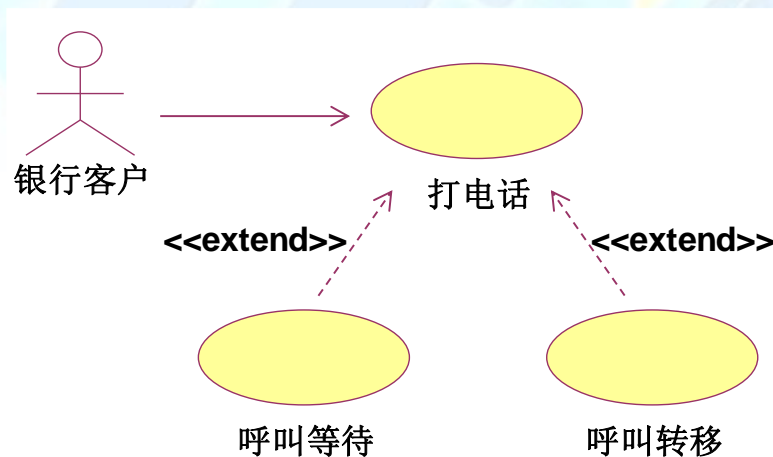 银行客户
打电话
<<extend>>
<<extend>>
呼叫等待
呼叫转移